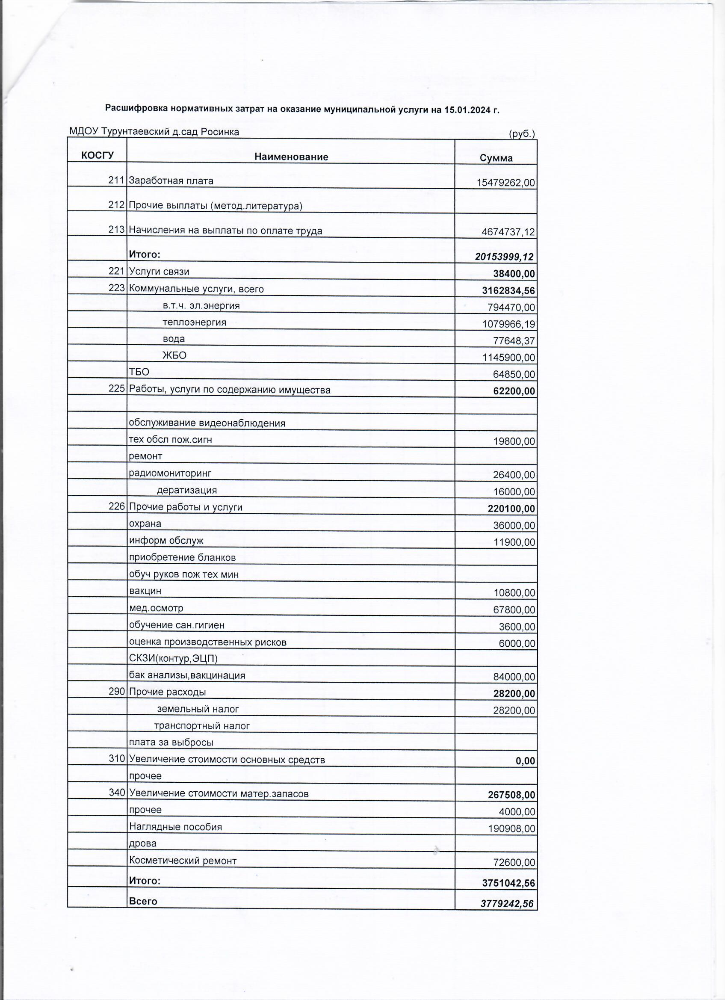 Расшифровка нормативных затрат на оказание муниципальной услуги на 15.01.2024 г.
МДОУ Турунтаевский д.сад Росинка (руб.)
КОСГУ Наименование Сумма
211 Заработная плата 15479262,00
212 Прочие выплаты (метод.литература)
213 Начисления на выплаты по оплате труда 4674737,12
Итого: 20153999,12
221 Услуги связи 38400,00
223 Коммунальные услуги, всего 3162834,56
в.т.ч. эл.энергия 794470,00
теплоэнергия 1079966,19
вода 77648,37
ЖБО 1145900,00
ТБО 64850,00
225 Работы, услуги по содержанию имущества 62200,00
обслуживание видеонаблюдения
тех обсл пож.сигн 19800,00
ремонт
радиомониторинг 26400,00
дератизация 16000,00
226 Прочие работы и услуги 220100,00
охрана 36000,00
информ обслуж 11900,00
приобретение бланков
обуч руков пож тех мин
вакцин 10800,00
мед.осмотр 67800,00
обучение сан.гигиен 3600,00
оценка производственных рисков 6000,00
СКЗИ(контур,ЭЦП)
бак анализы,вакцинация 84000,00
290 Прочие расходы 28200,00
земельный налог 28200,00
транспортный налог
плата за выбросы
310 Увеличение стоимости основных средств 0,00
прочее
340 Увеличение стоимости матер.запасов 267508,00
прочее 4000,00
Наглядные пособия 190908,00
дрова
Косметический ремонт 72600,00
Итого: 3751042,56
Всего 3779242,56